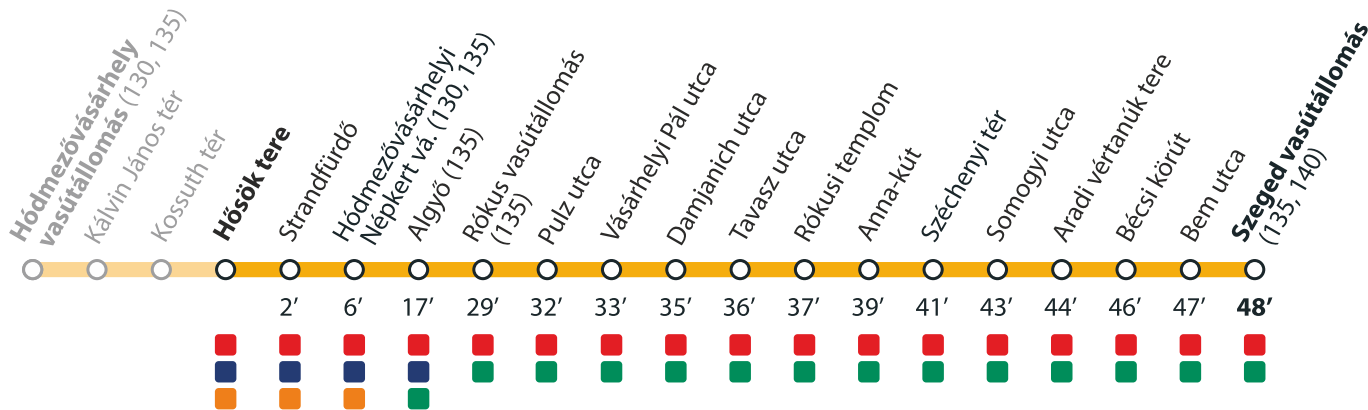 Hódmezővásárhely
vasútállomás (130, 135)
Kálvin János tér
Kossuth tér
Hősök tere
Strandfürdő
Hódmezővásárhelyi
Népkert vá. (130, 135)
Algyő (135)
Rókus vasútállomás
(135)
Pulz utca
Vásárhelyi Pál utca
Damjanich utca
Tavasz utca
Rókusi templom
Anna-kút
Széchenyi tér
Somogyi utca
Aradi vértanúk tere
Bécsi körút
Bem utca
Szeged vasútállomás
(135, 140)
2′ 6′ 17′ 29′ 32′ 33′ 35′ 36′ 37′ 39′ 41′ 43′ 44′ 46′ 47′ 48′